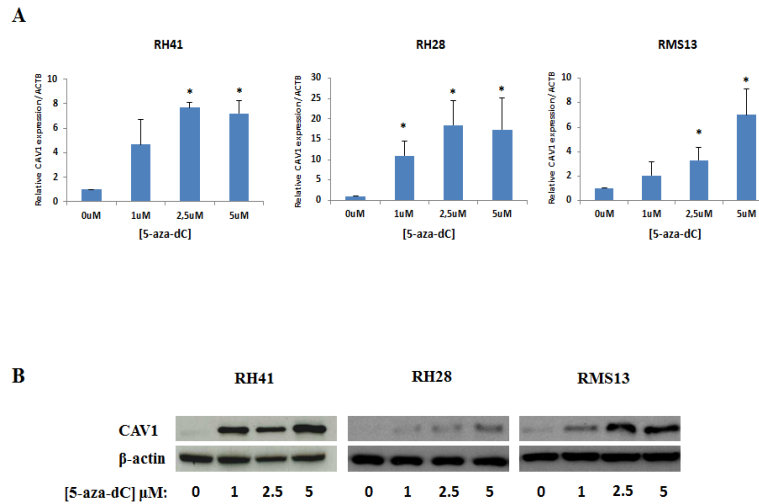 A
RH41
RH28
RMS13
Relative CAV1 expression/ACTB
10
8
6
4
2
0
*
*
0uM
1uM
2,5uM
5uM
[5-aza-dC]
Relative CAV1 expression/ACTB
30
25
20
15
10
5
0
*
*
*
0uM
1uM
2,5uM
5uM
[5-aza-dC]
Relative CAV1 expression/ACTB
10
8
6
4
2
0
*
*
0uM
1uM
2,5uM
5uM
[5-aza-dC]
B
RH41
RH28
RMS13
CAV1
β-actin
[5-aza-dC] µM: 0 1 2.5 5 0 1 2.5 5 0 1 2.5 5